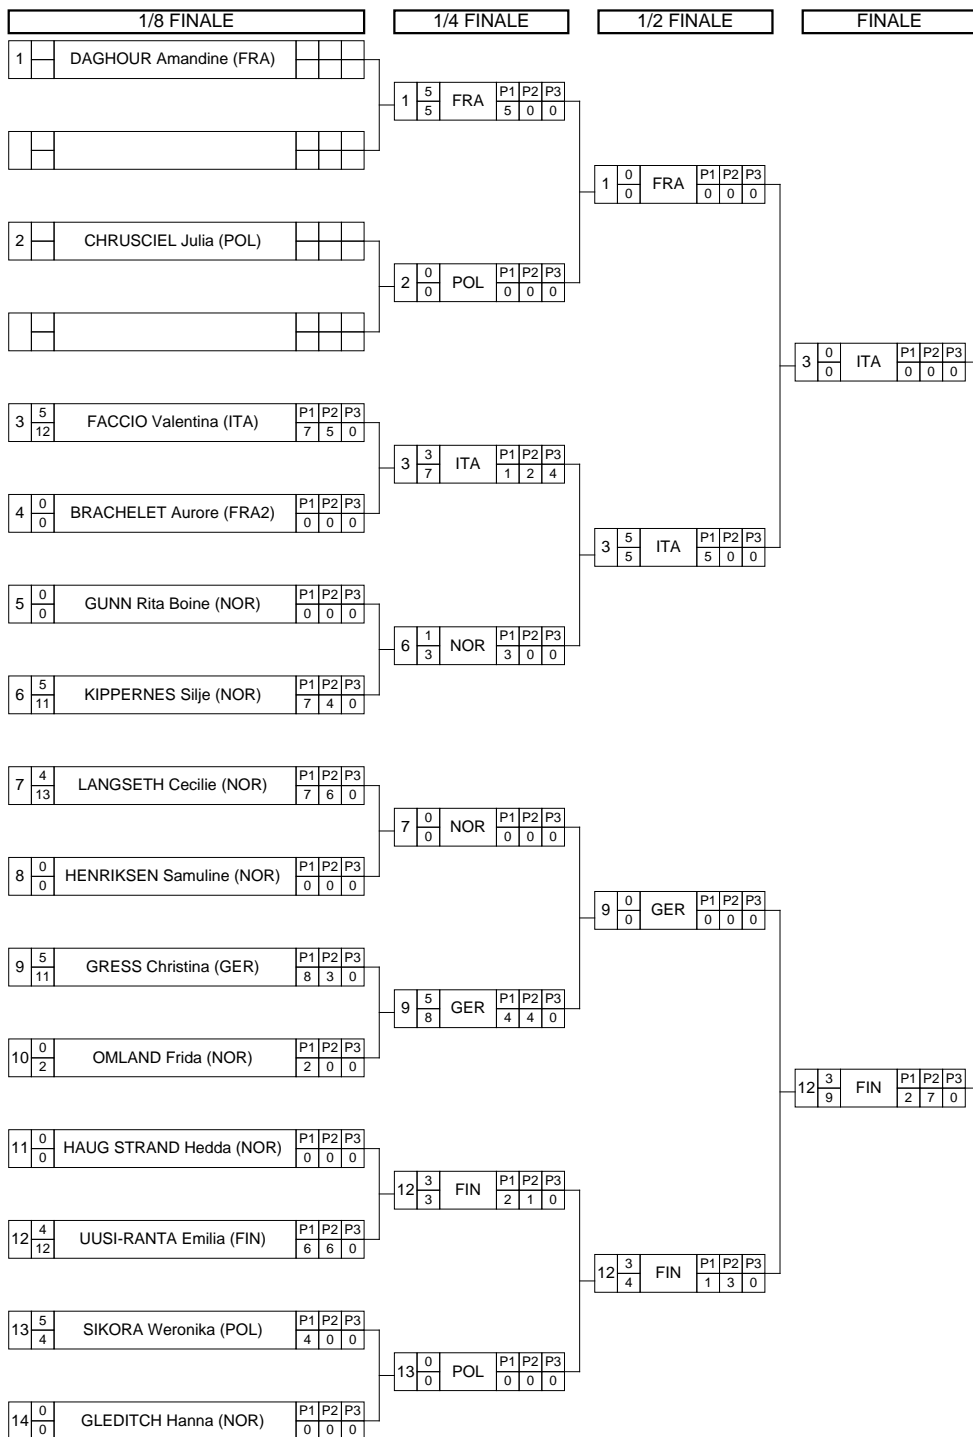 1/8 FINALE 1/4 FINALE 1/2 FINALE FINALE
1 DAGHOUR Amandine (FRA)
1 5 5 FRA P1 P2 P3 5 0 0
1 0 0 FRA P1 P2 P3 0 0 0
2 CHRUSCIEL Julia (POL)
2 0 0 POL P1 P2 P3 0 0 0
3 0 0 ITA P1 P2 P3 0 0 0
3 5 12 FACCIO Valentina (ITA) P1 P2 P3 7 5 0
3 3 7 ITA P1 P2 P3 1 2 4
4 0 0 BRACHELET Aurore (FRA2) P1 P2 P3 0 0 0
3 5 5 ITA P1 P2 P3 5 0 0
5 0 0 GUNN Rita Boine (NOR) P1 P2 P3 0 0 0
6 1 3 NOR P1 P2 P3 3 0 0
6 5 11 KIPPERNES Silje (NOR) P1 P2 P3 7 4 0
7 4 13 LANGSETH Cecilie (NOR) P1 P2 P3 7 6 0
7 0 0 NOR P1 P2 P3 0 0 0
8 0 0 HENRIKSEN Samuline (NOR) P1 P2 P3 0 0 0
9 0 0 GER P1 P2 P3 0 0 0
9 5 11 GRESS Christina (GER) P1 P2 P3 8 3 0
9 5 8 GER P1 P2 P3 4 4 0
10 0 2 OMLAND Frida (NOR) P1 P2 P3 2 0 0
12 3 9 FIN P1 P2 P3 2 7 0
11 0 0 HAUG STRAND Hedda (NOR) P1 P2 P3 0 0 0
12 3 3 FIN P1 P2 P3 2 1 0
12 4 12 UUSI-RANTA Emilia (FIN) P1 P2 P3 6 6 0
12 3 4 FIN P1 P2 P3 1 3 0
13 5 4 SIKORA Weronika (POL) P1 P2 P3 4 0 0
13 0 0 POL P1 P2 P3 0 0 0
14 0 0 GLEDITCH Hanna (NOR) P1 P2 P3 0 0 0